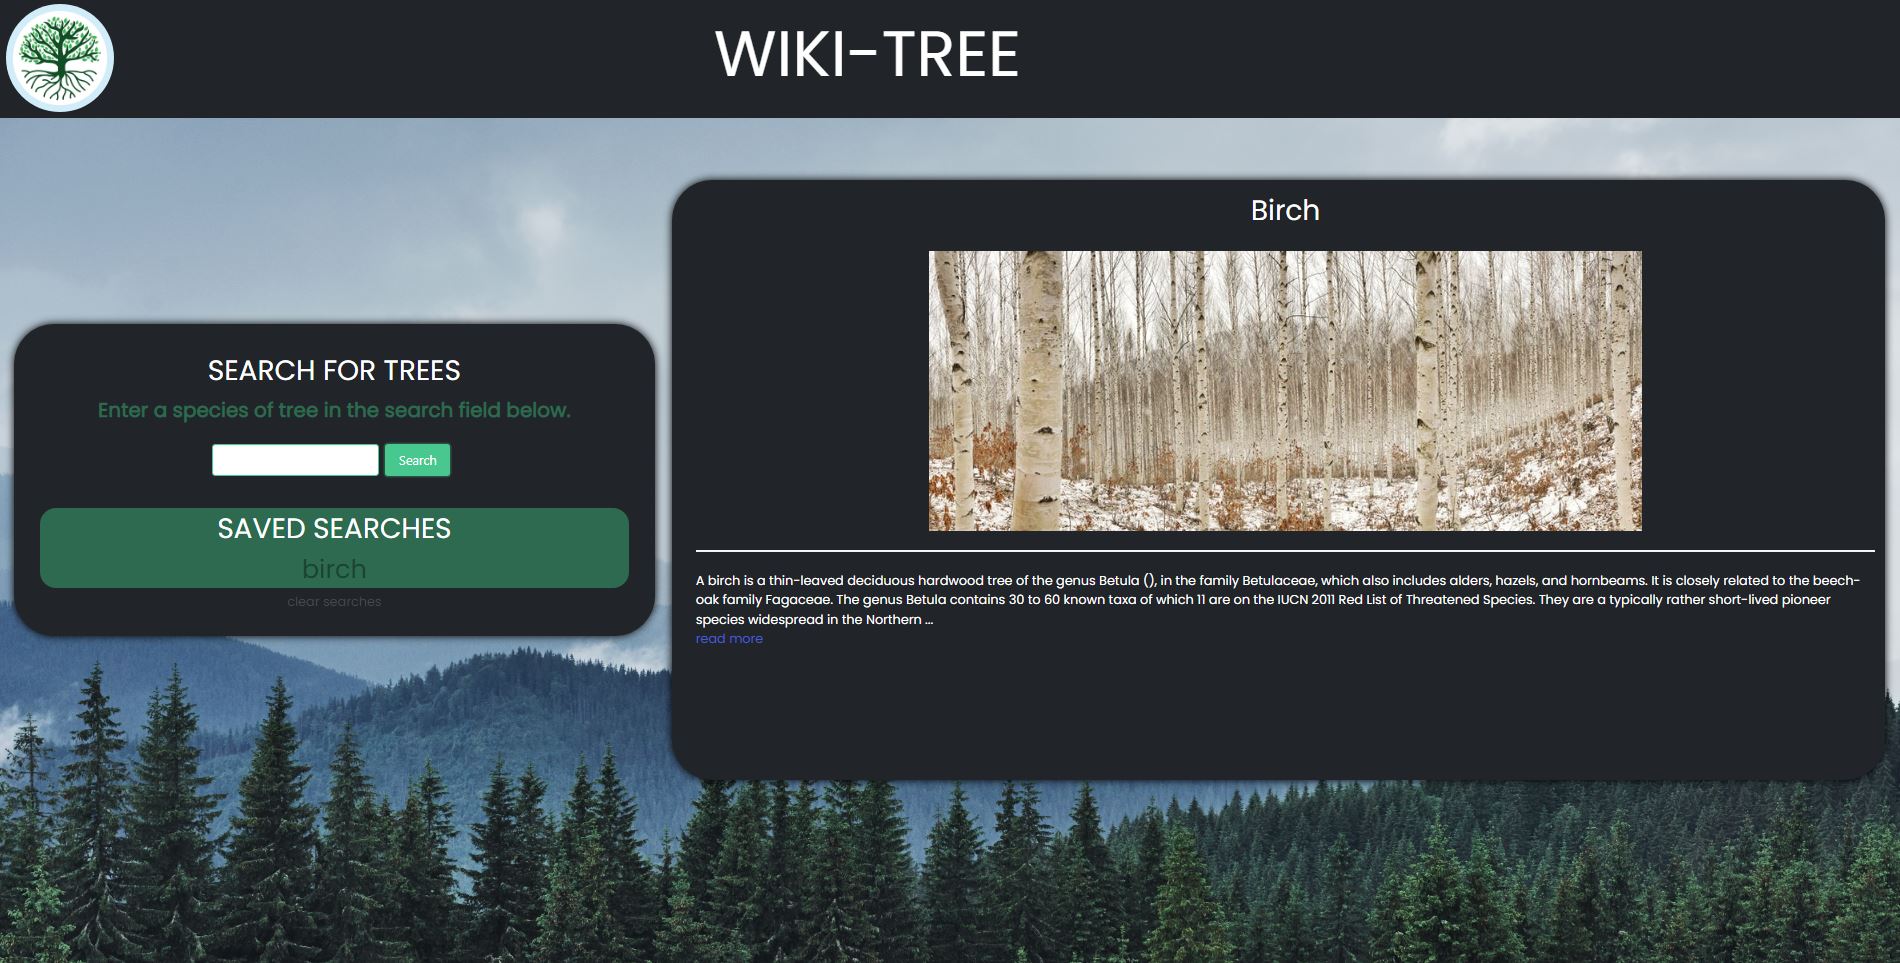 WIKI-TREE
SEARCH FOR TREES
Enter a species of tree in the search field below.
Search
SAVED SEARCHES
birch
clear searches
Birch
A birch is a thin-leaved deciduous hardwood tree of the genus Betula (), in the family Betulaceae, which also includes alders, hazels, and hornbeams. It is closely related to the beech-
oak family Fagaceae. The genus Betula contains 30 to 60 known taxa of which 11 are on the IUCN 2011 Red List of Threatened Species. They are a typically rather short-lived pioneer
species widespread in the Northern ...
read more